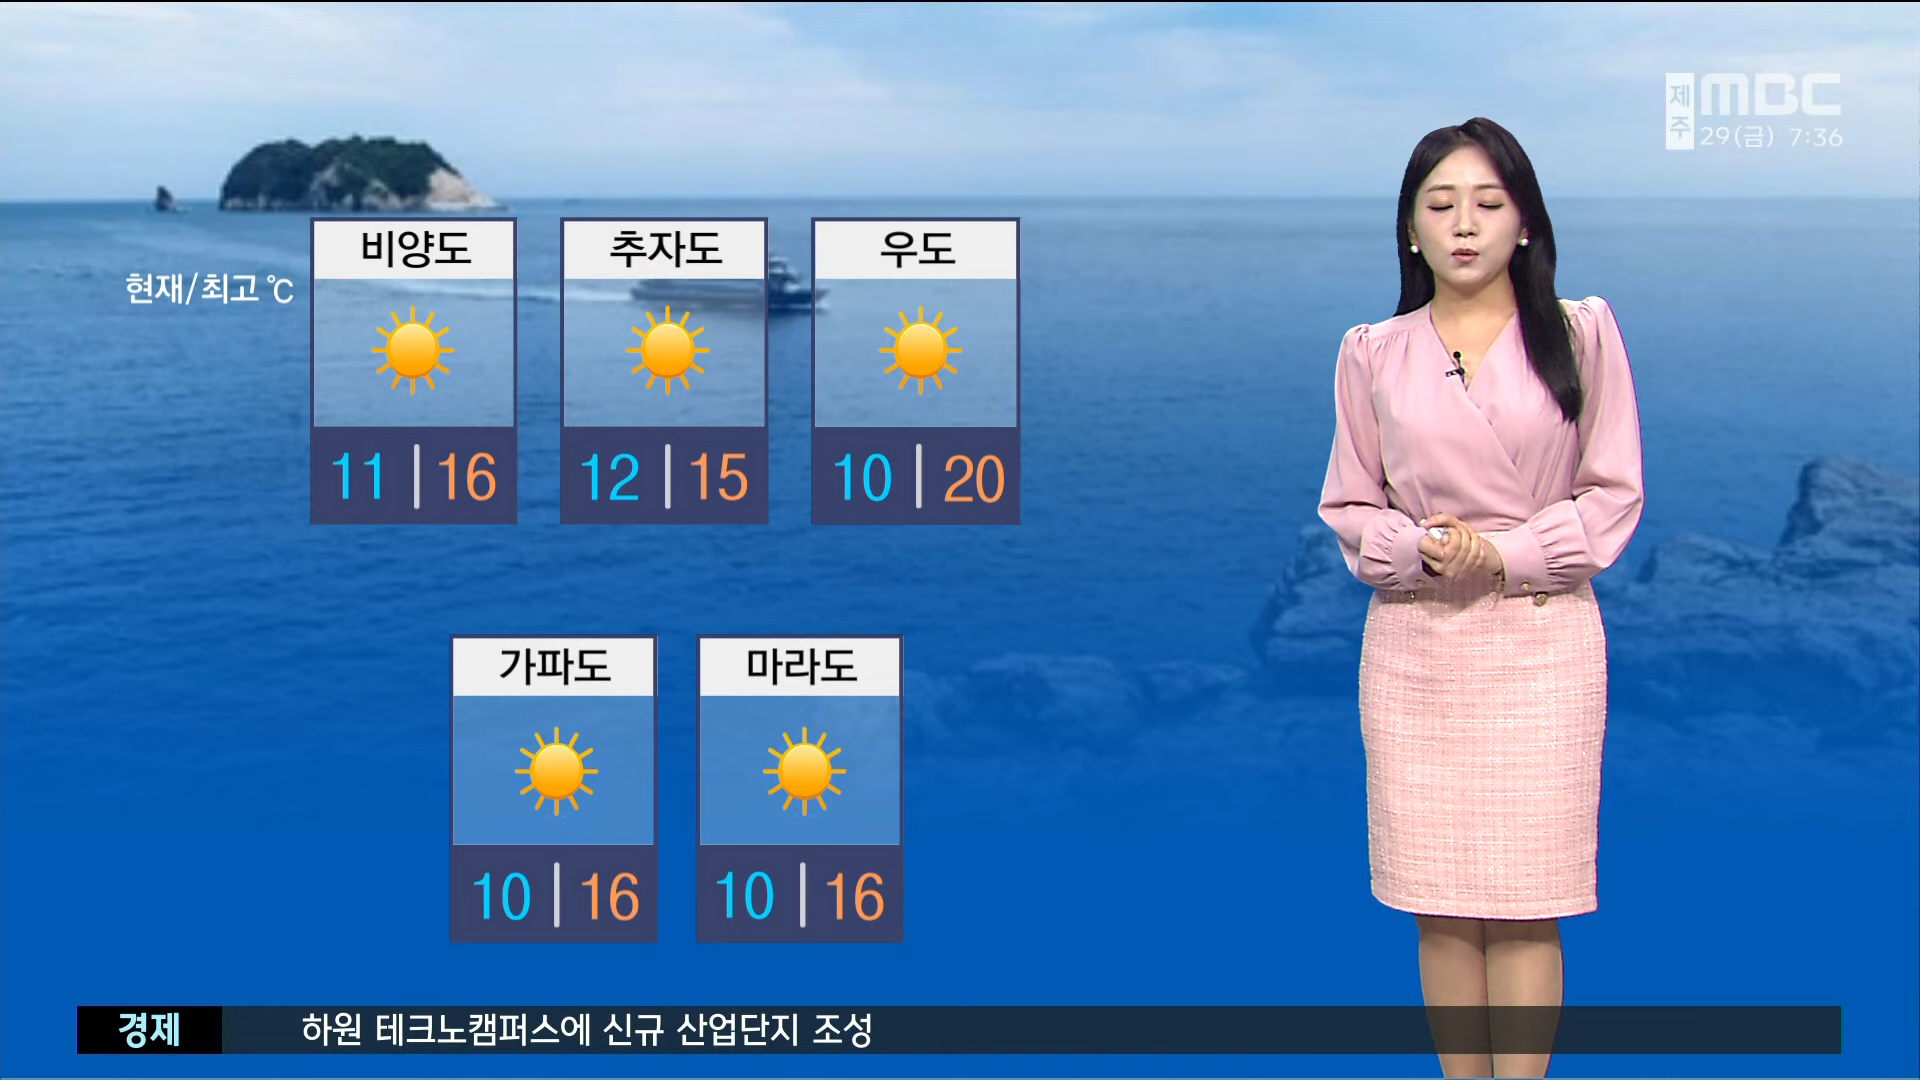 제주 MBC
29(금) 7:36
현재/최고 ℃
비양도
11 16
추자도
12 15
우도
10 20
가파도
10 16
마라도
10 16
경제 하원 테크노캠퍼스에 신규 산업단지 조성